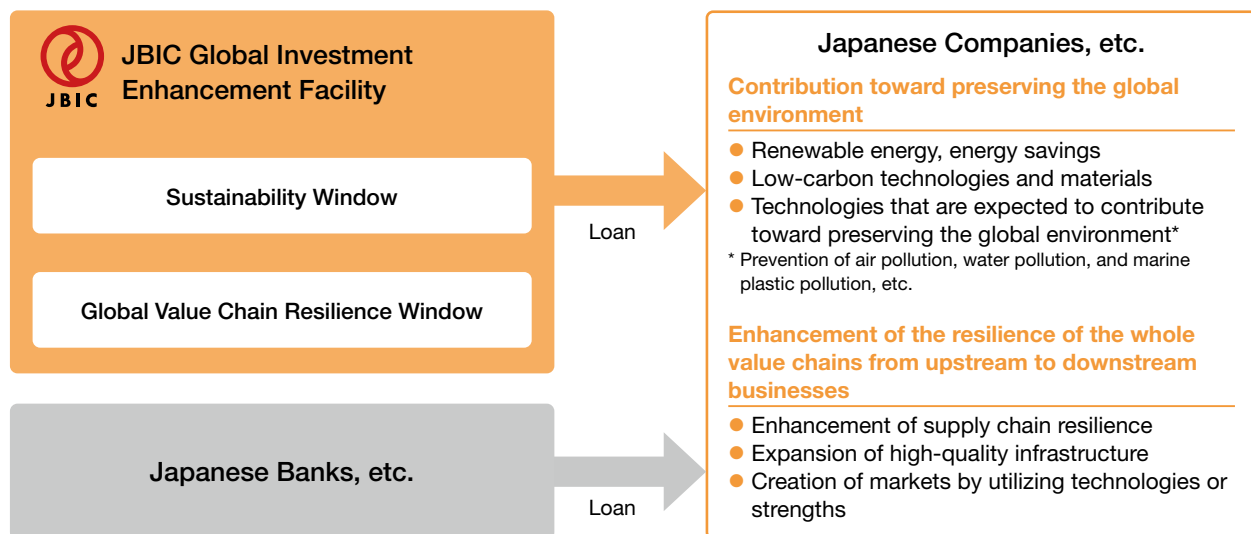 JBIC
JBIC Global Investment
Enhancement Facility
Sustainability Window
Global Value Chain Resilience Window
Loan
Japanese Banks, etc.
Loan
Japanese Companies, etc.
Contribution toward preserving the global
environment
● Renewable energy, energy savings
● Low-carbon technologies and materials
● Technologies that are expected to contribute
toward preserving the global environment*
* Prevention of air pollution, water pollution, and marine
plastic pollution, etc.
Enhancement of the resilience of the whole
value chains from upstream to downstream
businesses
● Enhancement of supply chain resilience
● Expansion of high-quality infrastructure
● Creation of markets by utilizing technologies or
strengths